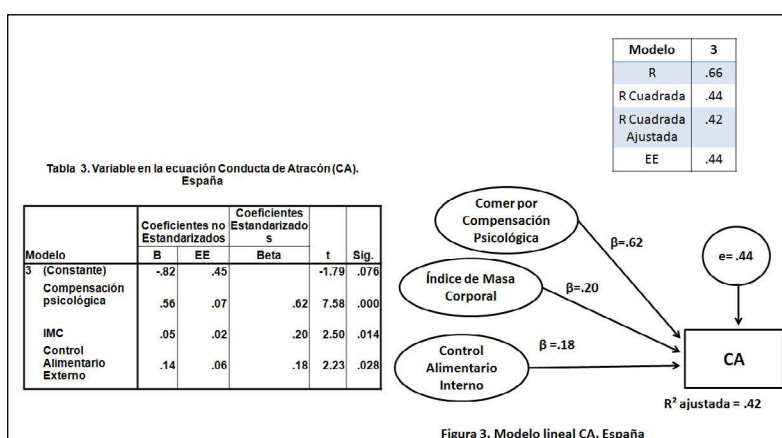 Modelo 3
R .66
R Cuadrada .44
R Cuadrada .42
Ajustada
EE .44
Tabla 3. Variable en la ecuación Conducta de Atracón (CA).
España
Modelo Coeficientes no Estandarizados Coeficientes Estandarizado s t Sig.
B EE Beta
3 (Constante) -.82 .45 -1.79 .076
Compensación
psicológica .56 .07 .62 7.58 .000
IMC .05 .02 .20 2.50 .014
Control
Alimentario
Externo .14 .06 .18 2.23 .028
Comer por
Compensación
Psicológica
β=.62
Índice de Masa
Corporal
β=.20
Control
Alimentario
Interno
β =.18
e= .44
CA
R² ajustada = .42
Figura 3. Modelo lineal CA. España